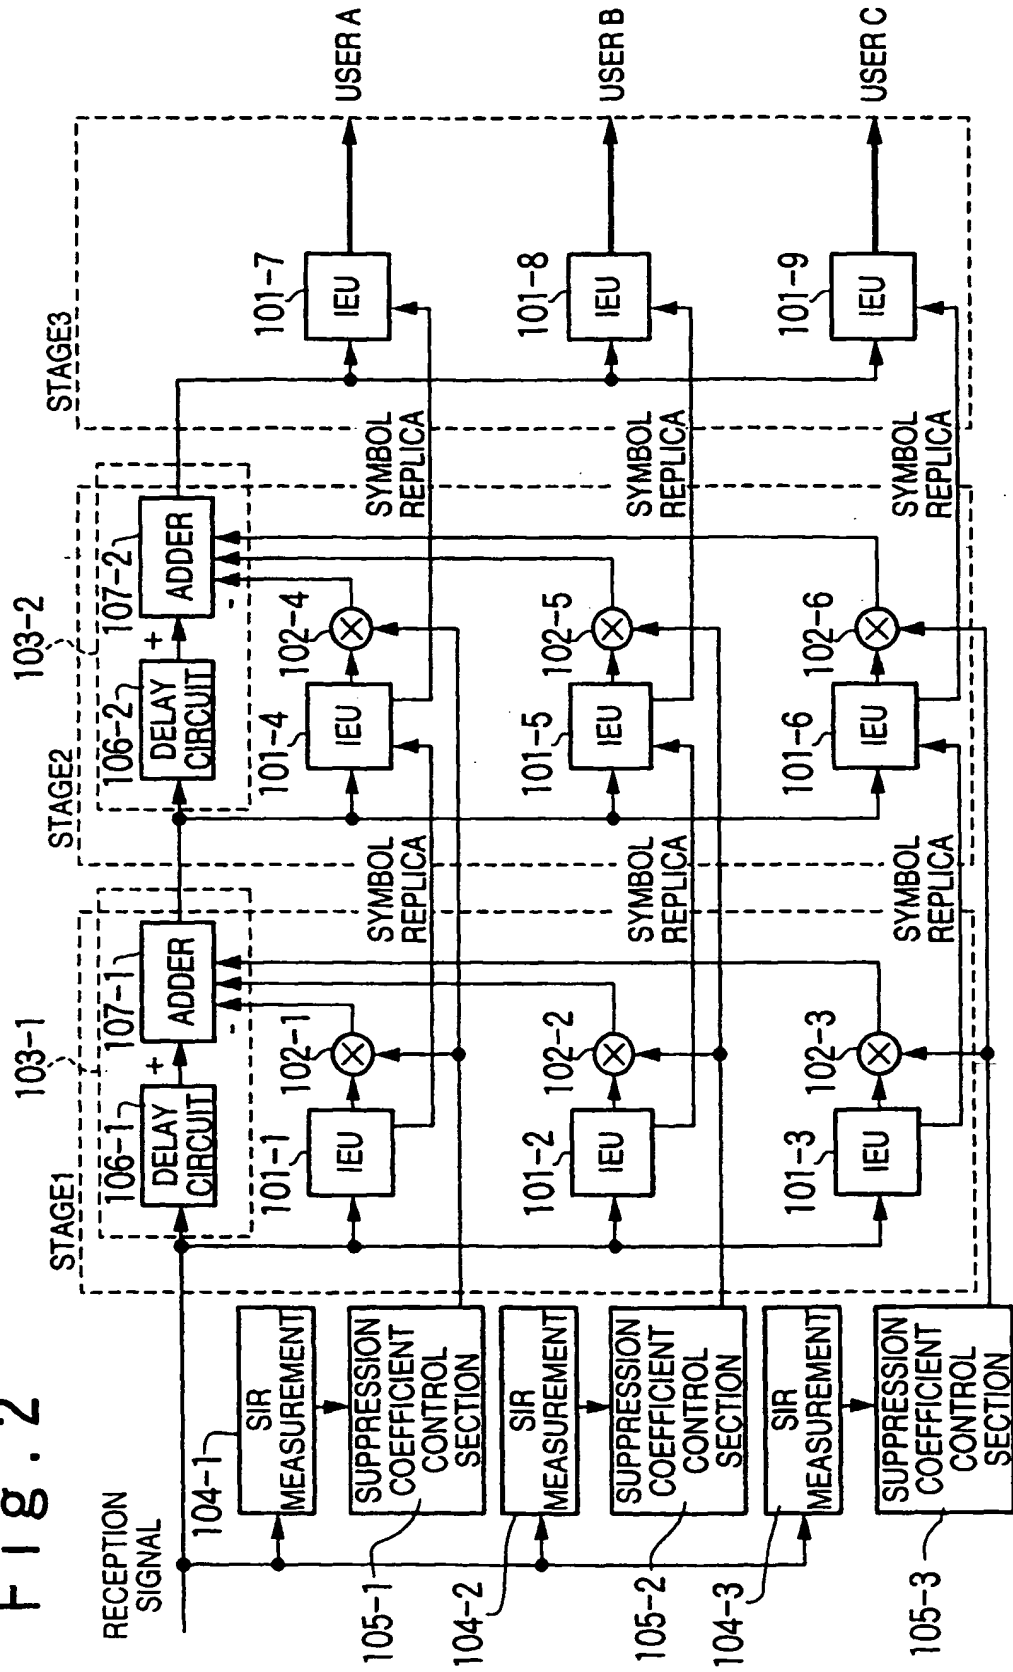 Fig.2
RECEPTION
SIGNAL
104-1
SIR
MEASUREMENT
105-1
SUPPRESSION
COEFFICIENT
CONTROL
SECTION
104-2
SIR
MEASUREMENT
105-2
SUPPRESSION
COEFFICIENT
CONTROL
SECTION
104-3
SIR
MEASUREMENT
105-3
SUPPRESSION
COEFFICIENT
CONTROL
SECTION
STAGE1
103-1
106-1
DELAY
CIRCUIT
+
107-1
ADDER
-
101-1
IEU
102-1
×
101-2
IEU
102-2
×
101-3
IEU
102-3
×
SYMBOL
REPLICA
SYMBOL
REPLICA
SYMBOL
REPLICA
STAGE2
103-2
106-2
DELAY
CIRCUIT
+
107-2
ADDER
-
101-4
IEU
102-4
×
101-5
IEU
102-5
×
101-6
IEU
102-6
×
SYMBOL
REPLICA
SYMBOL
REPLICA
SYMBOL
REPLICA
STAGE3
101-7
IEU
USER A
101-8
IEU
USER B
101-9
IEU
USER C